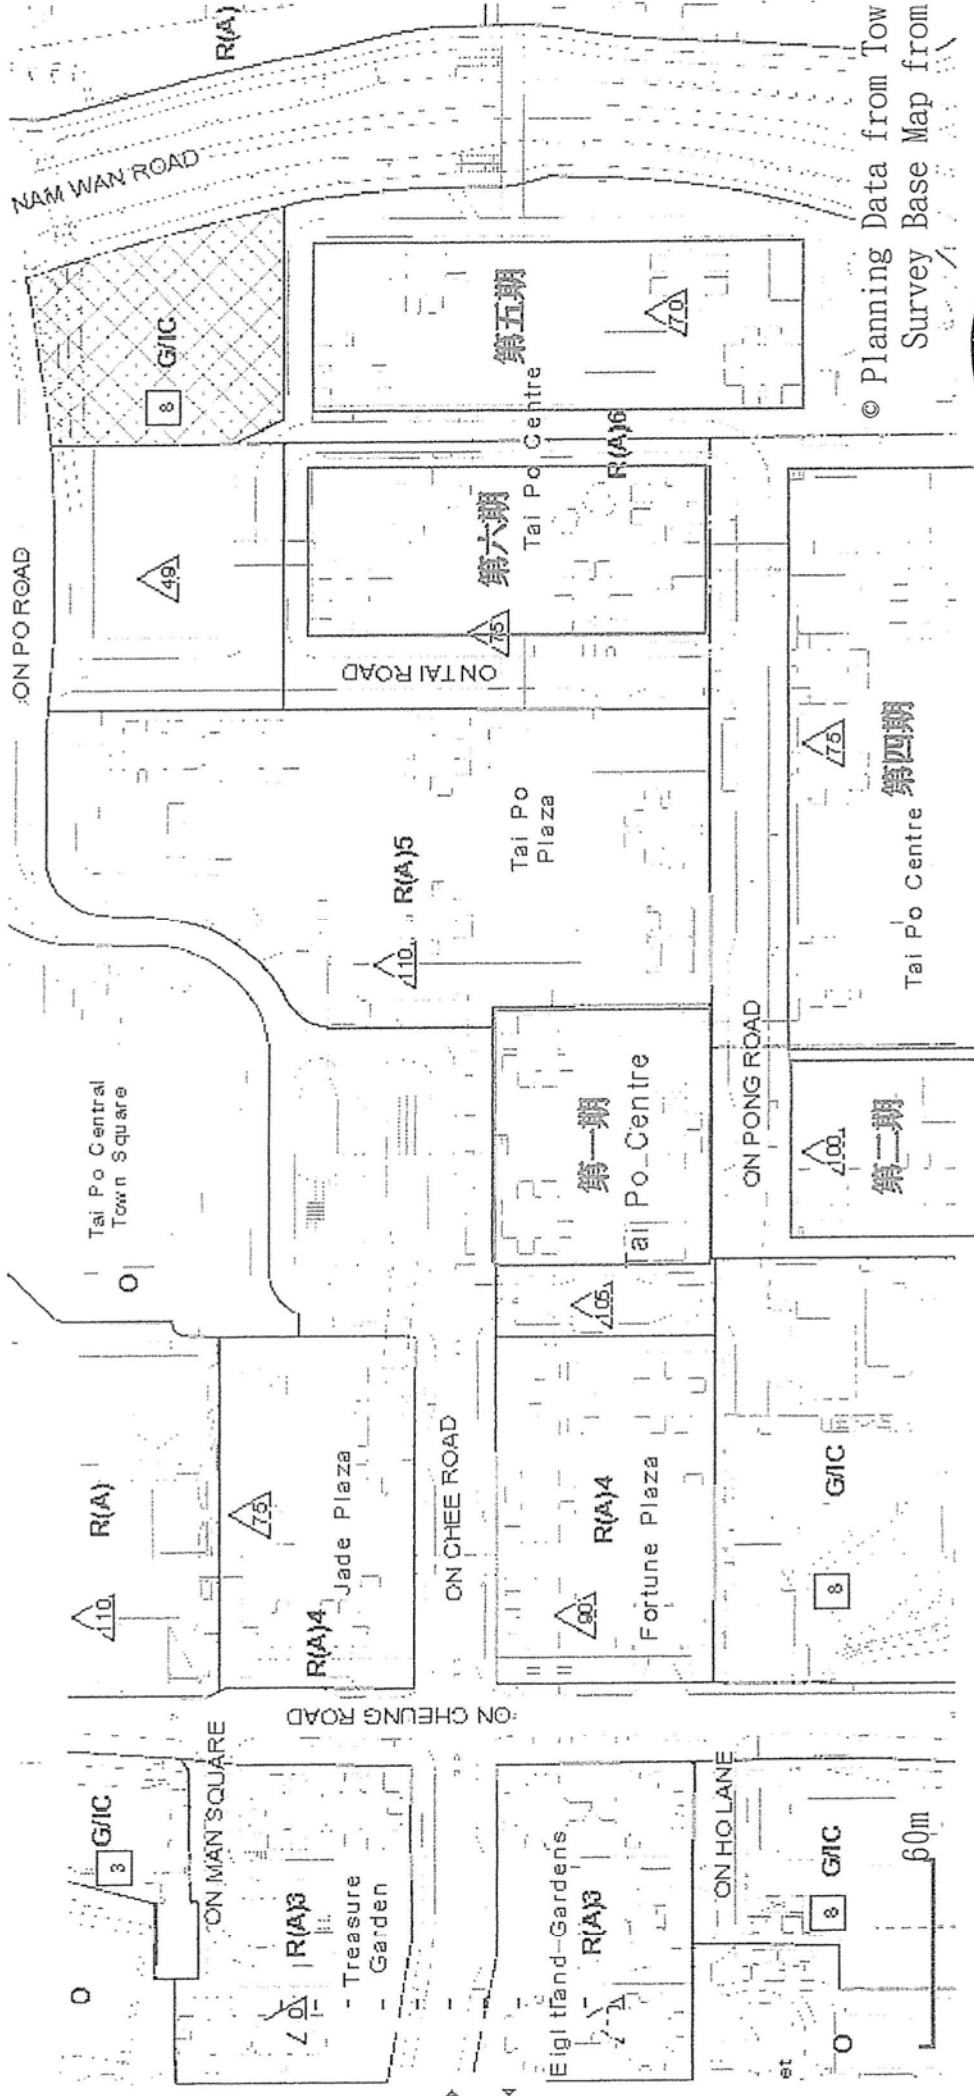 R(A)
NAM WAN ROAD
8
G/IC
第五期
70
© Planning Data from Tow
Survey Base Map from
:ON PO ROAD
49
第六期
Tai Po Centre
R(A)6
75
ON TAI ROAD
R(A)5
110
Tai Po
Plaza
75
第四期
Tai Po Centre
Tai Po Central
Town Square
O
第一期
Tai Po Centre
ON PONG ROAD
100
第二期
105
R(A)
110
75
R(A)4
Jade Plaza
ON CHEE ROAD
R(A)4
90
Fortune Plaza
G/IC
8
:ON CHEUNG ROAD
O
G/IC
3
ON MAN SQUARE
R(A)3
Treasure
Garden
R(A)3
ON HO LANE
G/IC
8
O
et
60m